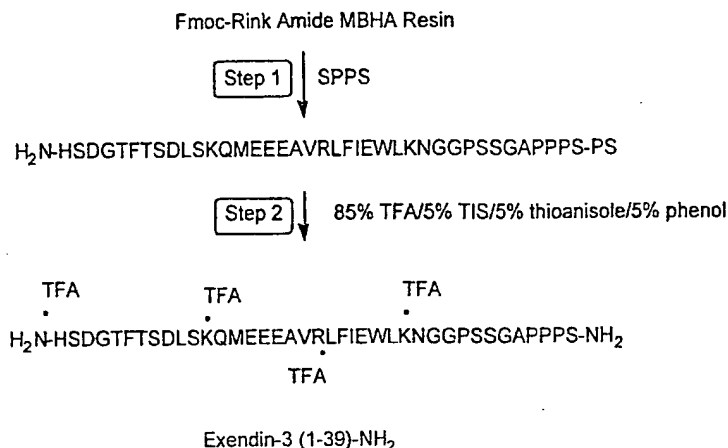 Fmoc-Rink Amide MBHA Resin
Step 1 SPPS
H2N-HSDGTFTSDLSKQMEEEAVRLFIEWLKNGGPSSGAPPPS-PS
Step 2 85% TFA/5% TIS/5% thioanisole/5% phenol
TFA TFA TFA
H2N-HSDGTFTSDLSKQMEEEAVRLFIEWLKNGGPSSGAPPPS-NH2
TFA
Exendin-3 (1-39)-NH2